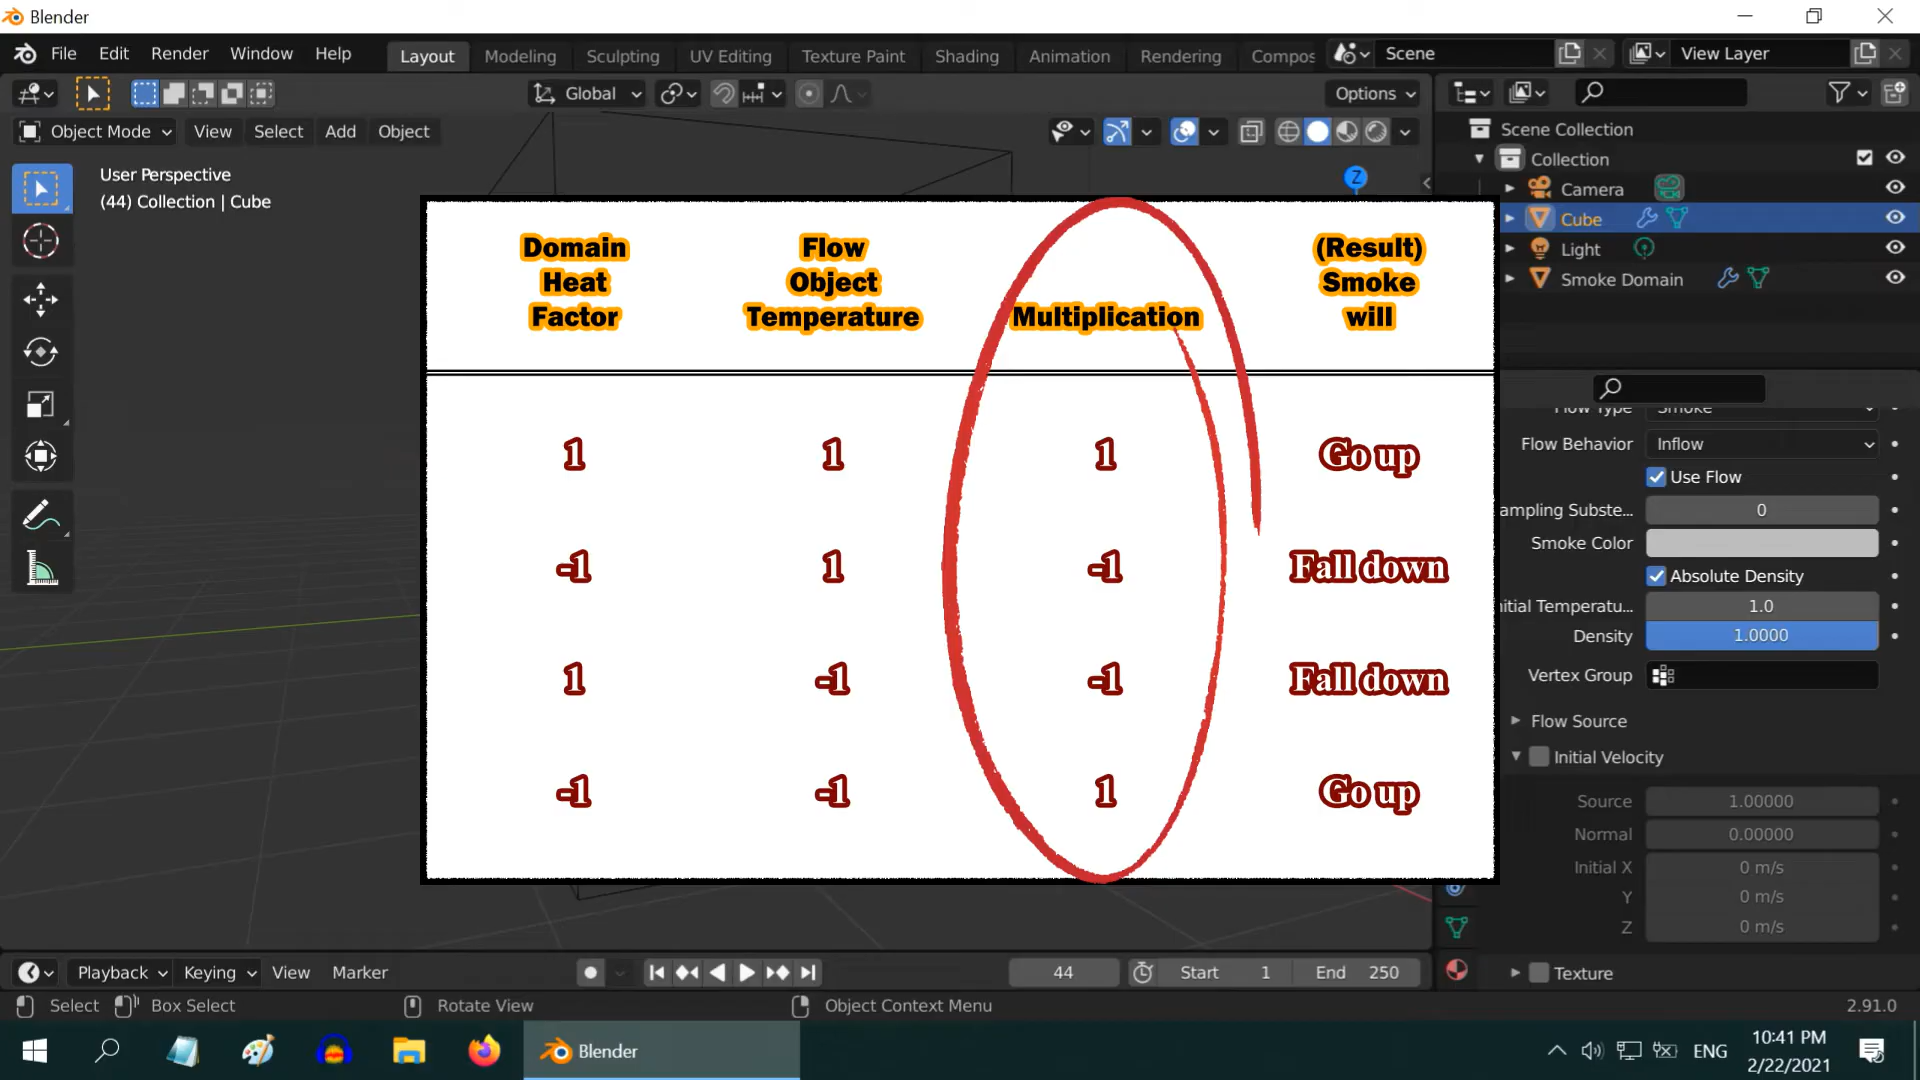 Blender
File Edit Render Window Help Layout Modeling Sculpting UV Editing Texture Paint Shading Animation Rendering Compos Scene View Layer
Global Options
Object Mode View Select Add Object
User Perspective
(44) Collection | Cube
Z
Scene Collection
Collection
Camera
Cube
Light
Smoke Domain
Domain Heat Factor
Flow Object Temperature
Multiplication
(Result) Smoke will
1 1 1 Go up
-1 1 -1 Fall down
1 -1 -1 Fall down
-1 -1 1 Go up
Flow Type Smoke
Flow Behavior Inflow
Use Flow
ampling Subste... 0
Smoke Color
Absolute Density
itial Temperatu... 1.0
Density 1.0000
Vertex Group
Flow Source
Initial Velocity
Source 1.00000
Normal 0.00000
Initial X 0 m/s
Y 0 m/s
Z 0 m/s
Texture
Playback Keying View Marker 44 Start 1 End 250
Select Box Select Rotate View Object Context Menu 2.91.0
Blender ENG 10:41 PM
2/22/2021